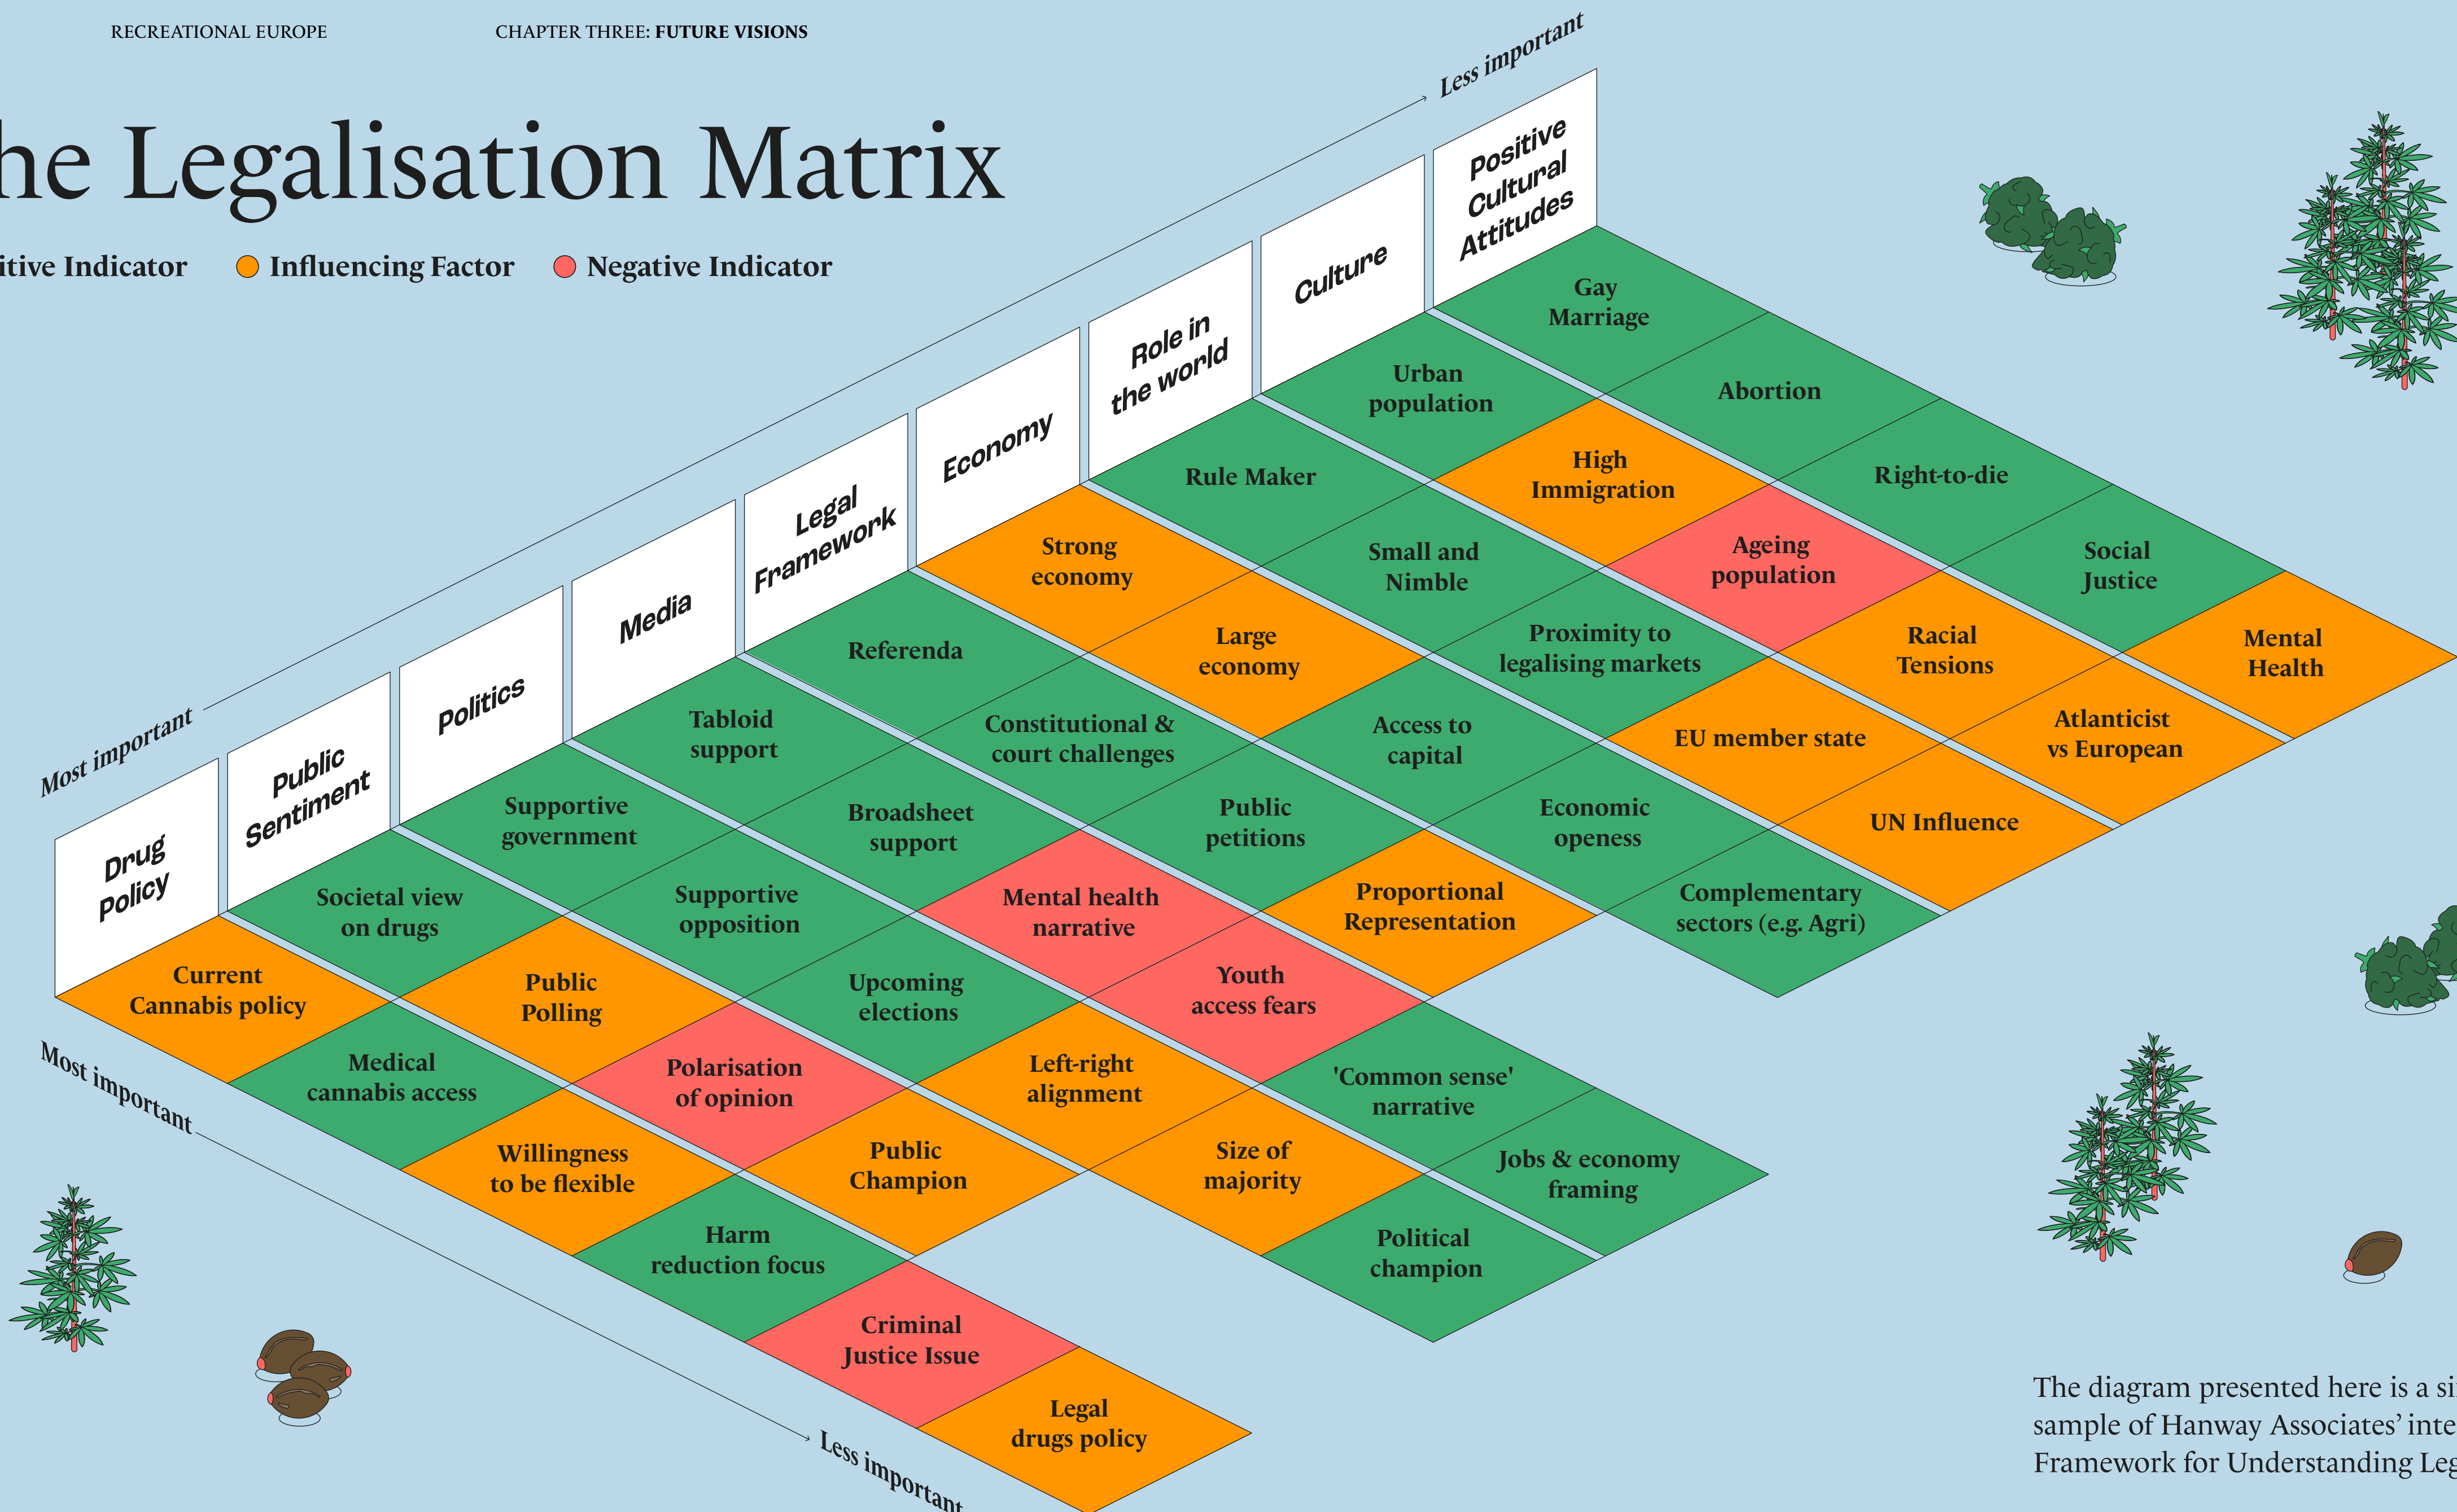 RECREATIONAL EUROPE
CHAPTER THREE: FUTURE VISIONS
he Legalisation Matrix
itive Indicator
Influencing Factor
Negative Indicator
Less important
Most important
Positive
Cultural
Attitudes
Culture
Role in
the world
Economy
Legal
Framework
Media
Politics
Public
Sentiment
Drug
Policy
Gay
Marriage
Abortion
Right-to-die
Social
Justice
Mental
Health
Urban
population
High
Immigration
Ageing
population
Racial
Tensions
Atlanticist
vs European
Rule Maker
Small and
Nimble
Proximity to
legalising markets
EU member state
UN Influence
Strong
economy
Large
economy
Access to
capital
Economic
openess
Complementary
sectors (e.g. Agri)
Referenda
Constitutional &
court challenges
Public
petitions
Proportional
Representation
Tabloid
support
Broadsheet
support
Mental health
narrative
Youth
access fears
'Common sense'
narrative
Jobs & economy
framing
Supportive
government
Supportive
opposition
Upcoming
elections
Left-right
alignment
Size of
majority
Political
champion
Societal view
on drugs
Public
Polling
Polarisation
of opinion
Public
Champion
Current
Cannabis policy
Medical
cannabis access
Willingness
to be flexible
Harm
reduction focus
Criminal
Justice Issue
Legal
drugs policy
Most important
Less important
The diagram presented here is a si
sample of Hanway Associates' inte
Framework for Understanding Leg